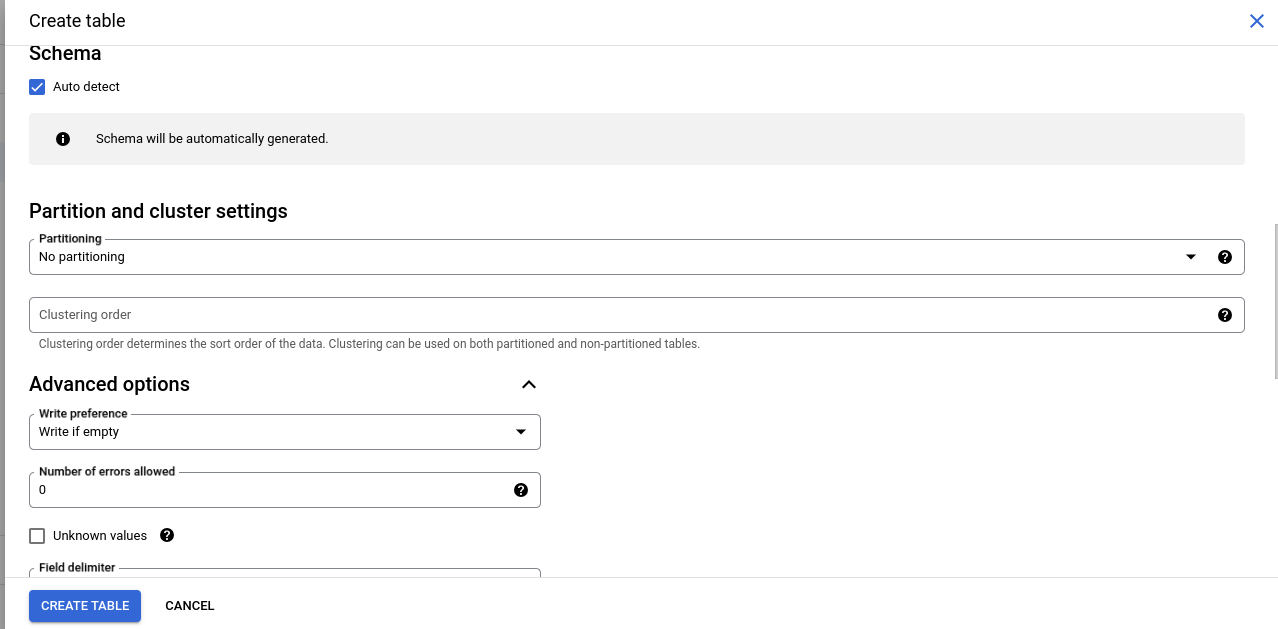 Create table
Schema
Auto detect
Schema will be automatically generated.
Partition and cluster settings
Partitioning
No partitioning
Clustering order
Clustering order determines the sort order of the data. Clustering can be used on both partitioned and non-partitioned tables.
Advanced options
Write preference
Write if empty
Number of errors allowed
0
Unknown values
Field delimiter
CREATE TABLE CANCEL